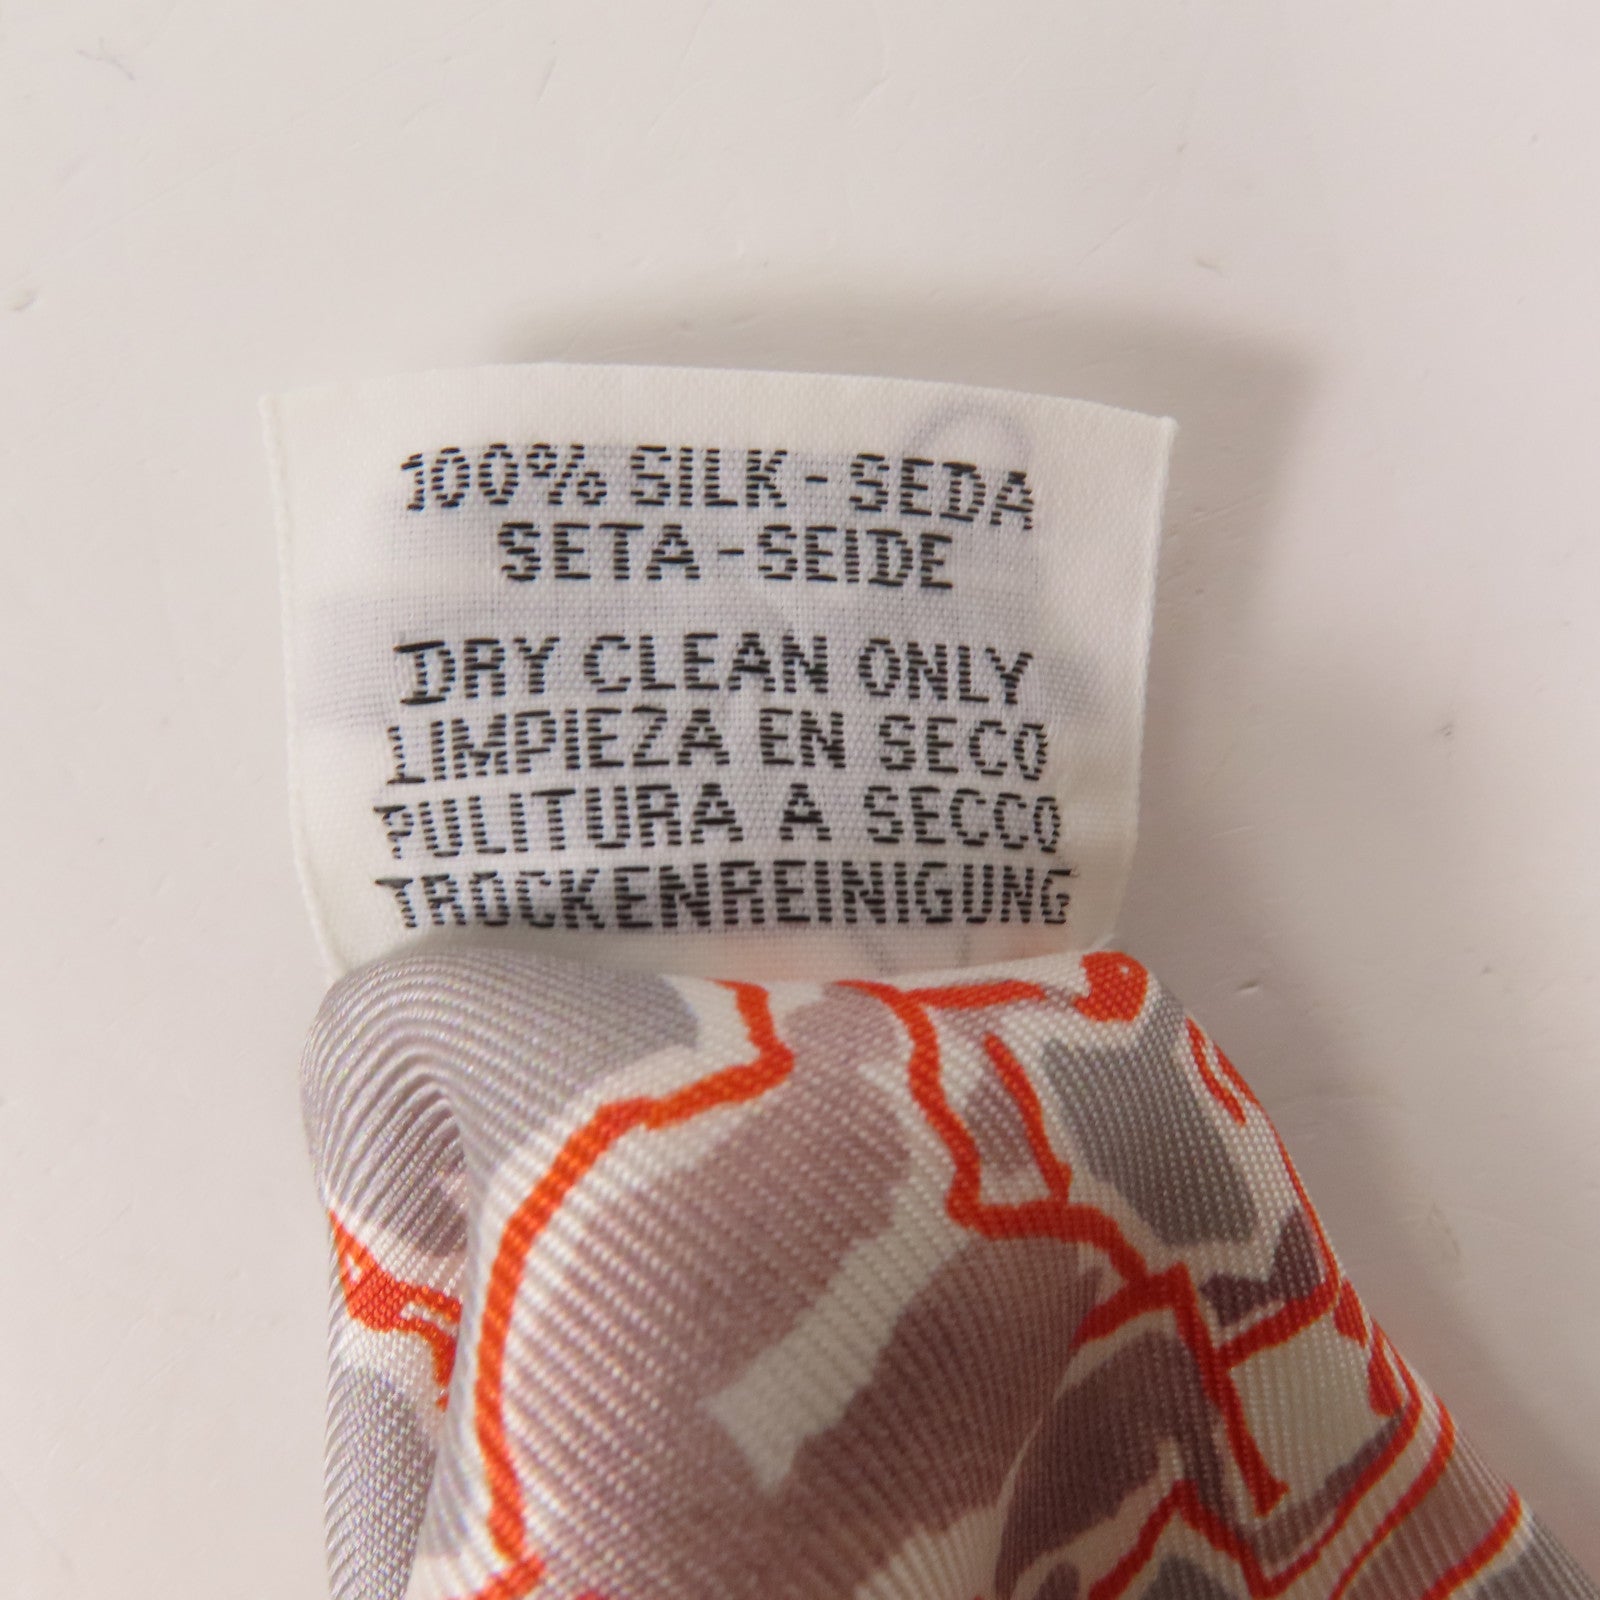 100% SILK - SEDA
SETA - SEIDE
DRY CLEAN ONLY
LIMPIEZA EN SECO
PULITURA A SECCO
TROCKENREINIGUNG